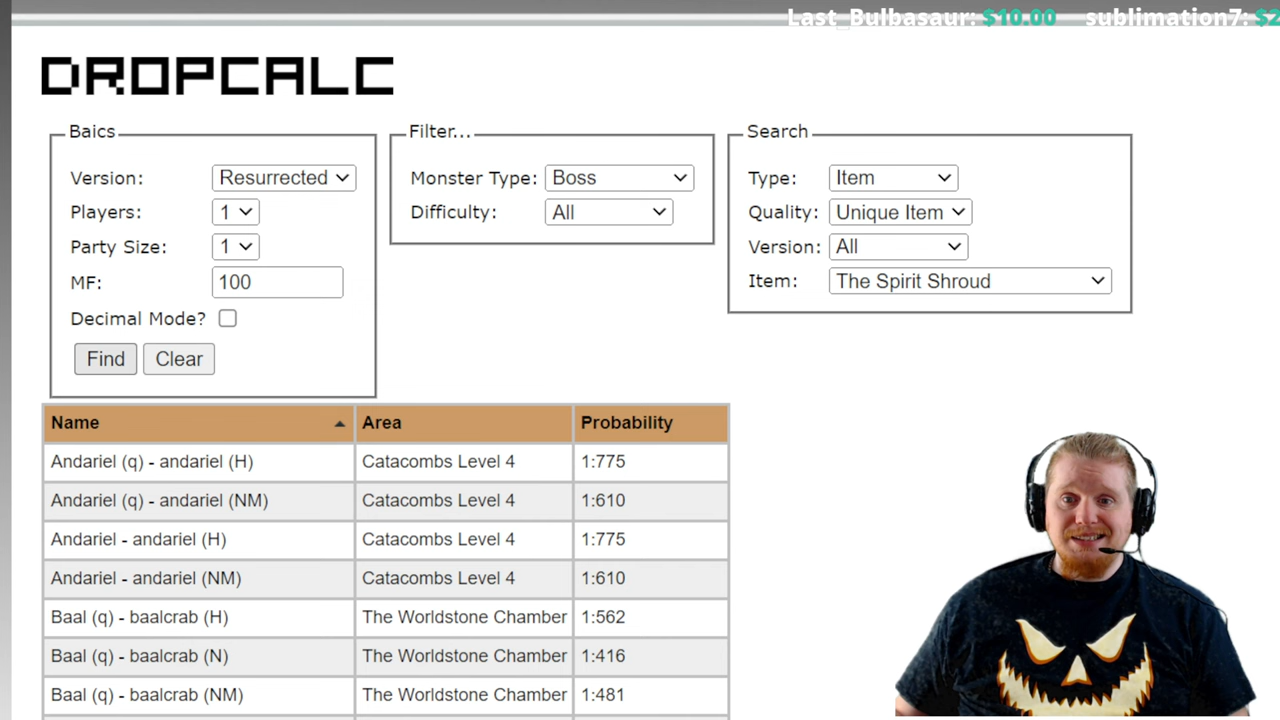 Last_Bulbasaur: $10.00 sublimation7: $2
DROPCALC
Baics
Version: Resurrected
Players: 1
Party Size: 1
MF: 100
Decimal Mode?
Find Clear
Filter...
Monster Type: Boss
Difficulty: All
Search
Type: Item
Quality: Unique Item
Version: All
Item: The Spirit Shroud
Name Area Probability
Andariel (q) - andariel (H) Catacombs Level 4 1:775
Andariel (q) - andariel (NM) Catacombs Level 4 1:610
Andariel - andariel (H) Catacombs Level 4 1:775
Andariel - andariel (NM) Catacombs Level 4 1:610
Baal (q) - baalcrab (H) The Worldstone Chamber 1:562
Baal (q) - baalcrab (N) The Worldstone Chamber 1:416
Baal (q) - baalcrab (NM) The Worldstone Chamber 1:481